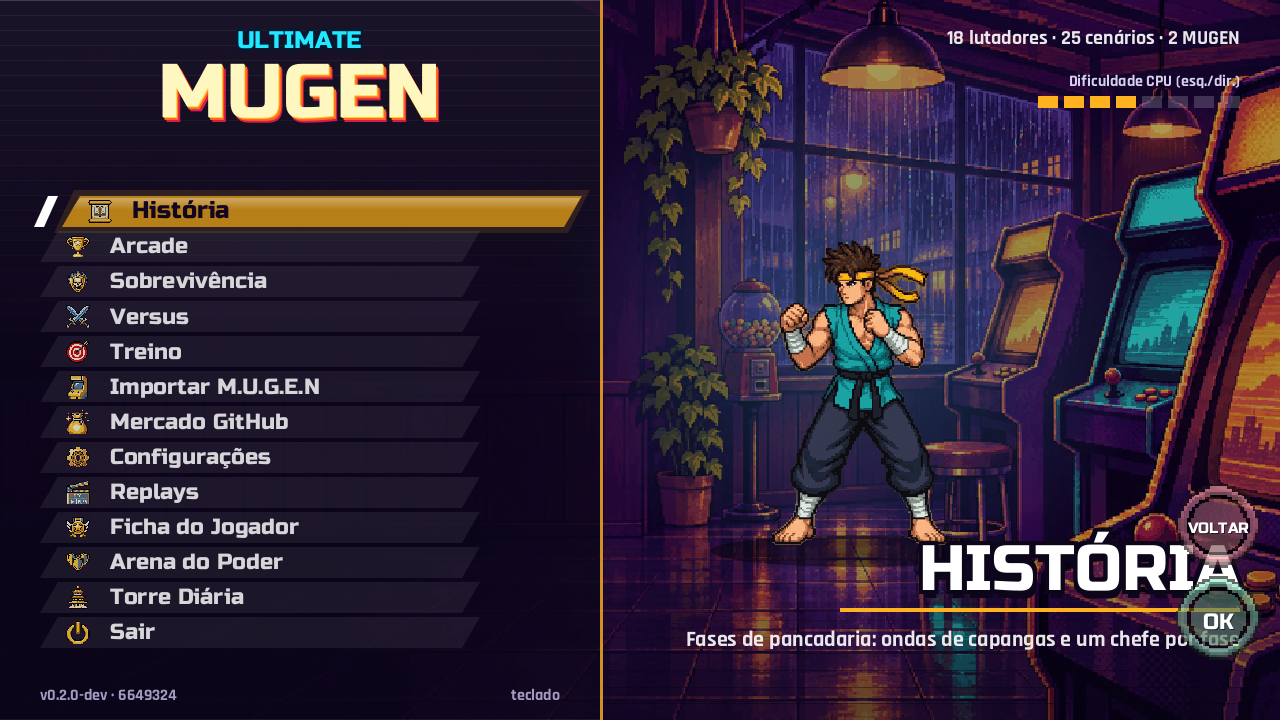 ULTIMATE
MUGEN
História
Arcade
Sobrevivência
Versus
Treino
Importar M.U.G.E.N
Mercado GitHub
Configurações
Replays
Ficha do Jogador
Arena do Poder
Torre Diária
Sair
v0.2.0-dev · 6649324
teclado
18 lutadores · 25 cenários · 2 MUGEN
Dificuldade CPU (esq./dir.)
VOLTAR
HISTÓRIA
OK
Fases de pancadaria: ondas de capangas e um chefe por fase